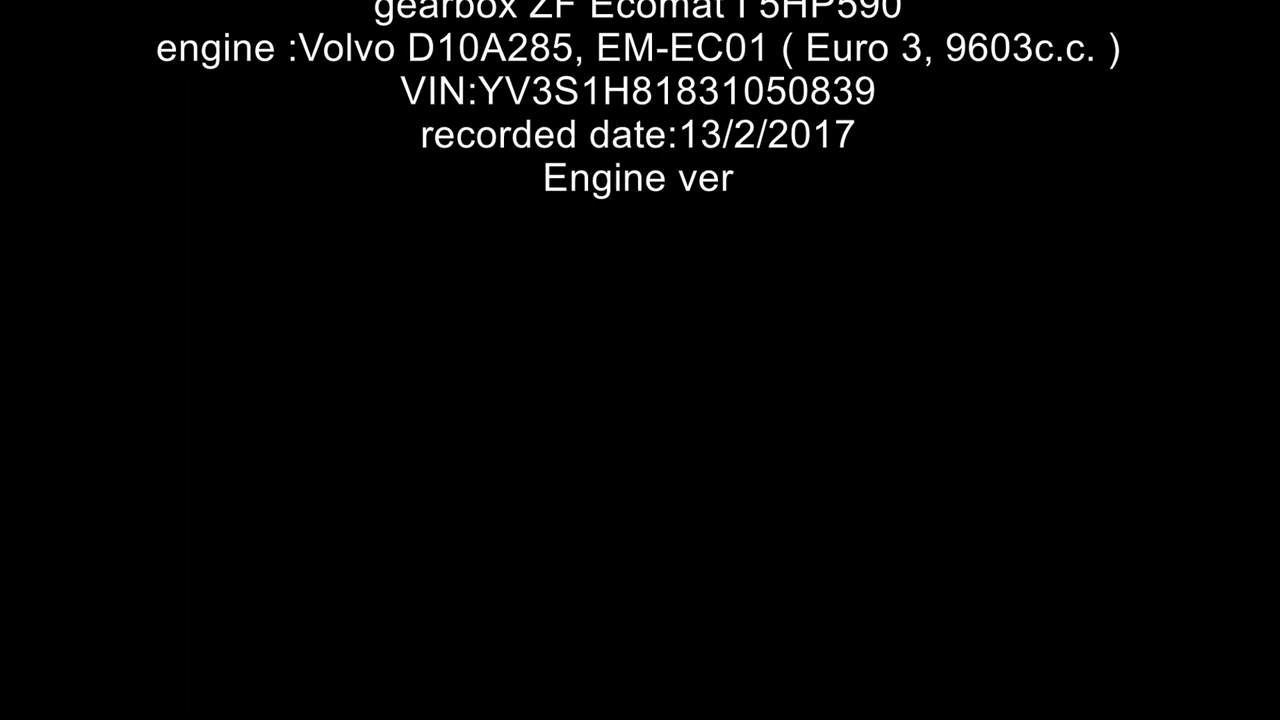 gearbox ZF Ecomat I 5HP590
engine :Volvo D10A285, EM-EC01 ( Euro 3, 9603c.c. )
VIN:YV3S1H81831050839
recorded date:13/2/2017
Engine ver